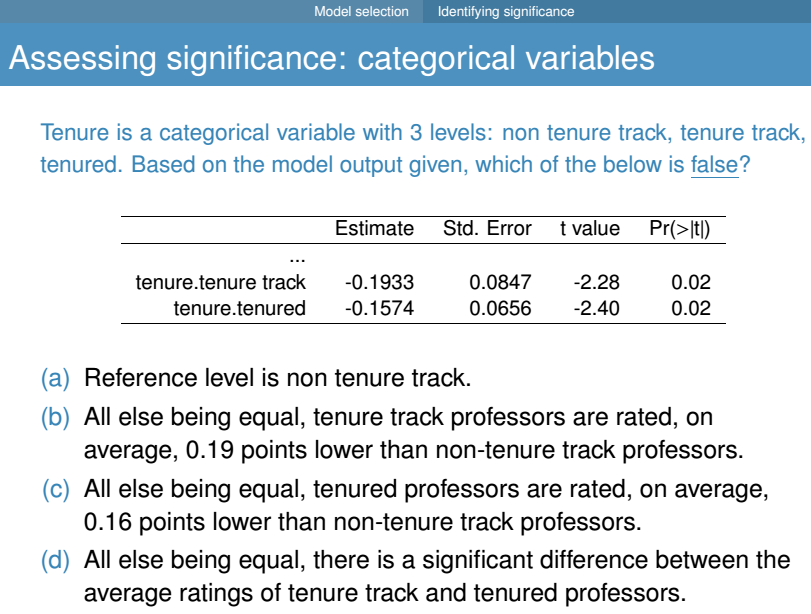 Model selection Identifying significance
Assessing significance: categorical variables
Tenure is a categorical variable with 3 levels: non tenure track, tenure track,
tenured. Based on the model output given, which of the below is false?
Estimate Std. Error t value Pr(>|t|)
...
tenure.tenure track -0.1933 0.0847 -2.28 0.02
tenure.tenured -0.1574 0.0656 -2.40 0.02
(a) Reference level is non tenure track.
(b) All else being equal, tenure track professors are rated, on
average, 0.19 points lower than non-tenure track professors.
(c) All else being equal, tenured professors are rated, on average,
0.16 points lower than non-tenure track professors.
(d) All else being equal, there is a significant difference between the
average ratings of tenure track and tenured professors.